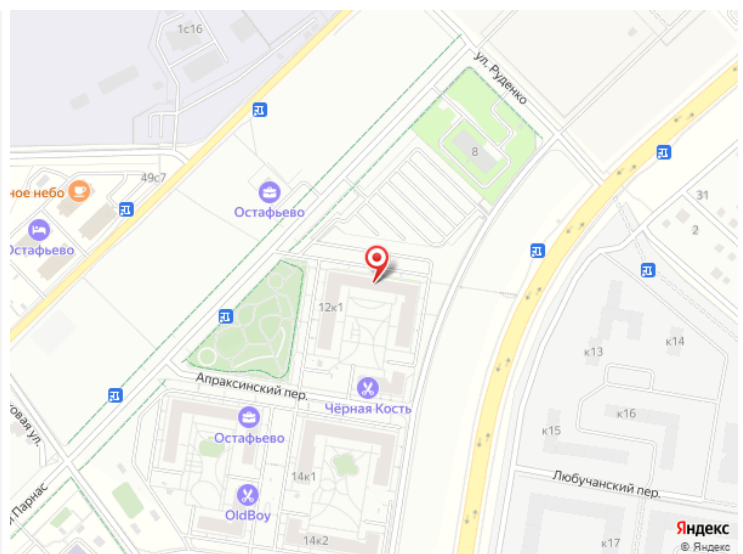 1с16
ул. Руденко
8
49с7
ное небо
Остафьево
31
2
Остафьево
12к1
к14
к13
Апраксинский пер.
Чёрная Кость
к16
Остафьево
к15
овая ул.
14к1
Любучанский пер.
Парнас
OldBoy
14к2
к17
Яндекс
© Яндекс